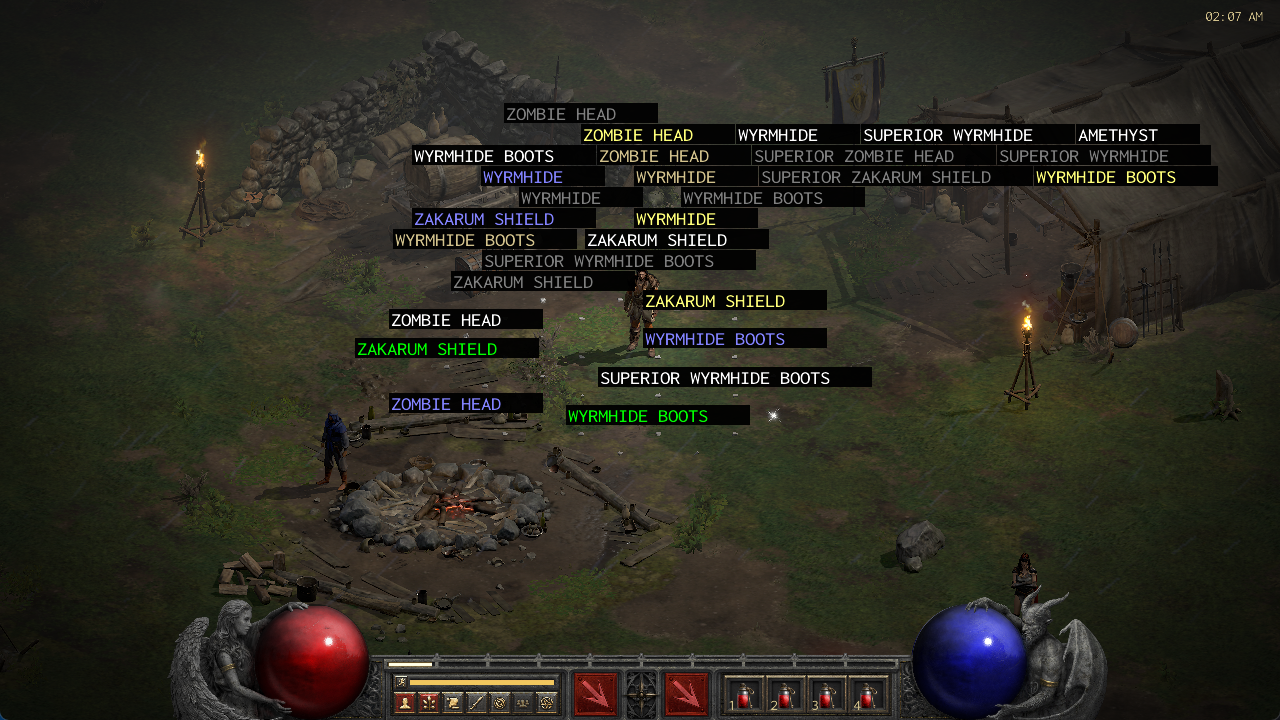 02:07 AM
ZOMBIE HEAD
ZOMBIE HEAD WYRMHIDE SUPERIOR WYRMHIDE AMETHYST
WYRMHIDE BOOTS ZOMBIE HEAD SUPERIOR ZOMBIE HEAD SUPERIOR WYRMHIDE
WYRMHIDE WYRMHIDE SUPERIOR ZAKARUM SHIELD WYRMHIDE BOOTS
WYRMHIDE WYRMHIDE BOOTS
ZAKARUM SHIELD WYRMHIDE
WYRMHIDE BOOTS ZAKARUM SHIELD
SUPERIOR WYRMHIDE BOOTS
ZAKARUM SHIELD
ZAKARUM SHIELD
ZOMBIE HEAD
WYRMHIDE BOOTS
ZAKARUM SHIELD
SUPERIOR WYRMHIDE BOOTS
ZOMBIE HEAD
WYRMHIDE BOOTS
1 2 3 4